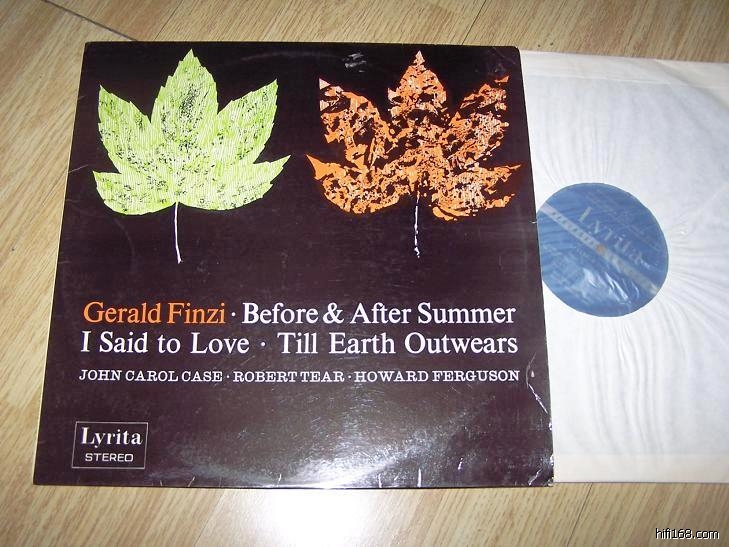 Gerald Finzi · Before & After Summer
I Said to Love · Till Earth Outwears
JOHN CAROL CASE · ROBERT TEAR · HOWARD FERGUSON
Lyrita
STEREO
Lyrita
hifi168.com